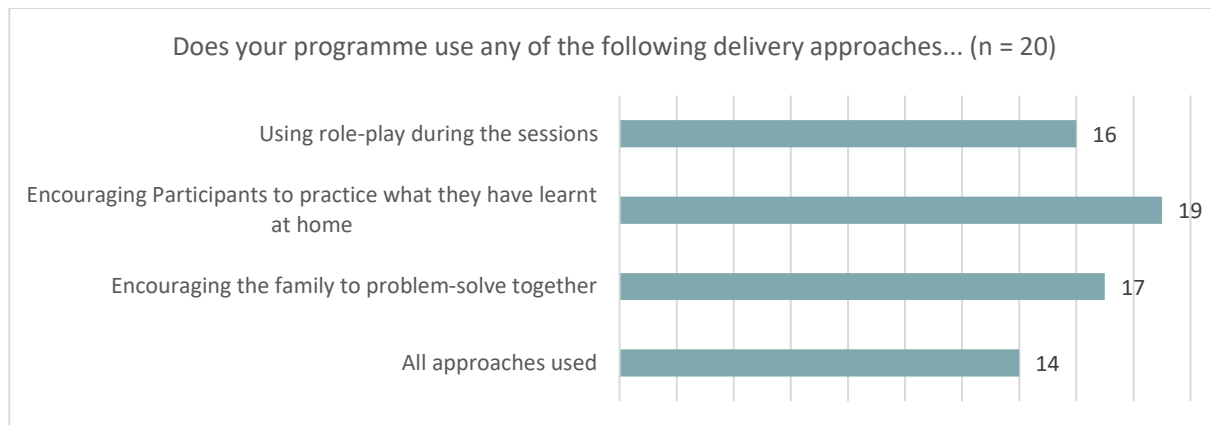 Does your programme use any of the following delivery approaches... (n = 20)
Using role-play during the sessions
16
Encouraging Participants to practice what they have learnt
at home
19
Encouraging the family to problem-solve together
17
All approaches used
14